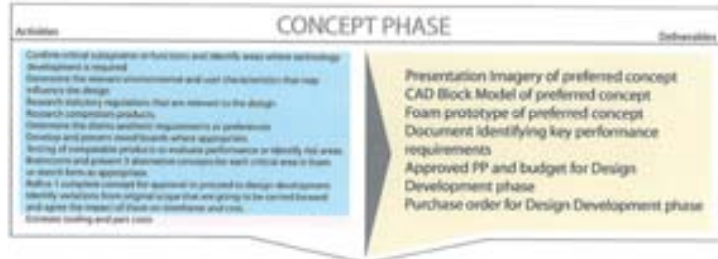 Activities
CONCEPT PHASE
Deliverables
Confirm critical subsystems or functions and identify areas where technology
development is required
Determine the relevant environmental and user characteristics that may
influence the design
Research statutory regulations that are relevant to the design
Research competitors products
Determine the clients aesthetic requirements or preferences
Develop and present mood boards where appropriate
Testing of comparable products to evaluate performance or identify risk areas
Brainstorm and present 3 alternative concepts for each critical area in foam
or sketch form as appropriate
Refine 1 complete concept for approval to proceed to design development
Identify variations from original scope that are going to be carried forward
and agree the impact of these on timeframe and cost
Estimate tooling and part costs
Presentation Imagery of preferred concept
CAD Block Model of preferred concept
Foam prototype of preferred concept
Document identifying key performance
requirements
Approved PP and budget for Design
Development phase
Purchase order for Design Development phase